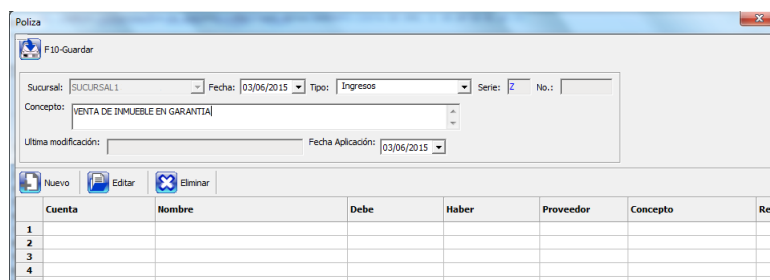 Poliza
F10-Guardar
Sucursal: SUCURSAL1 Fecha: 03/06/2015 Tipo: Ingresos Serie: Z No.:
Concepto: VENTA DE INMUEBLE EN GARANTIA
Ultima modificación: Fecha Aplicación: 03/06/2015
Nuevo Editar Eliminar
Cuenta Nombre Debe Haber Proveedor Concepto Re
1
2
3
4